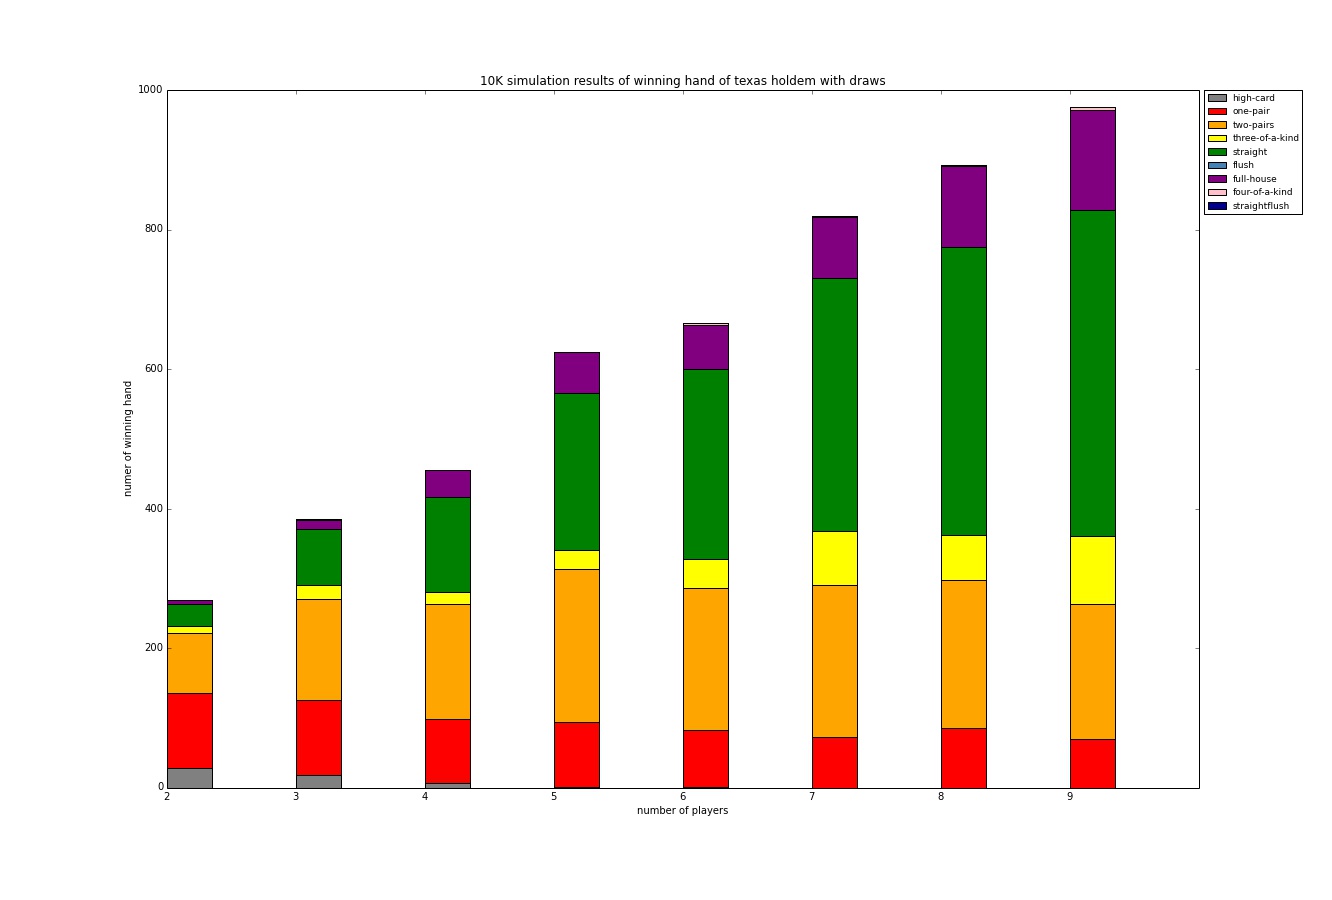 10K simulation results of winning hand of texas holdem with draws
1000
800
600
400
200
0
numer of winning hand
2 3 4 5 6 7 8 9
number of players
high-card
one-pair
two-pairs
three-of-a-kind
straight
flush
full-house
four-of-a-kind
straightflush